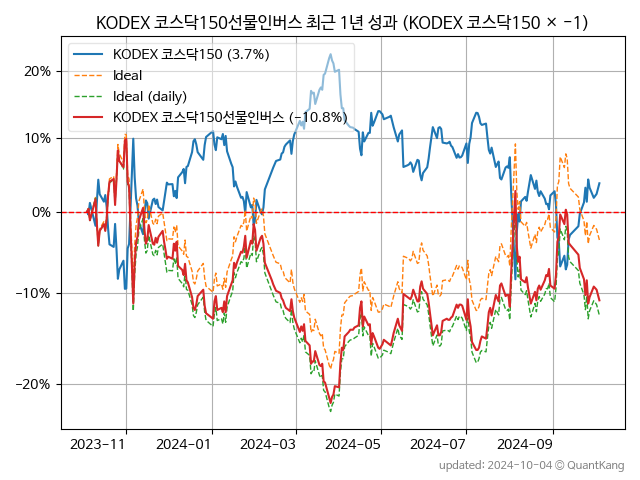 KODEX 코스닥150선물인버스 최근 1년 성과 (KODEX 코스닥150 × −1)
KODEX 코스닥150 (3.7%)
Ideal
Ideal (daily)
KODEX 코스닥150선물인버스 (−10.8%)
20%
10%
0%
−10%
−20%
2023-11
2024-01
2024-03
2024-05
2024-07
2024-09
updated: 2024-10-04 © QuantKang